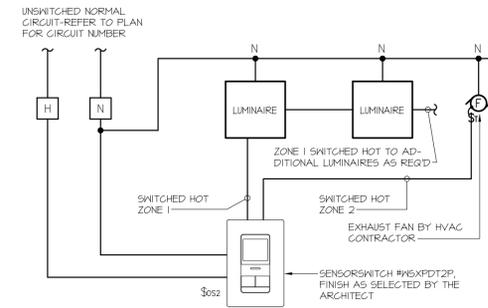 UNSWITCHED NORMAL
CIRCUIT-REFER TO PLAN
FOR CIRCUIT NUMBER
N
N
N
H
N
LUMINAIRE
LUMINAIRE
F
ZONE 1 SWITCHED HOT TO AD-
DITIONAL LUMINAIRES AS REQ'D
SWITCHED HOT
ZONE 1
SWITCHED HOT
ZONE 2
EXHAUST FAN BY HVAC
CONTRACTOR
SENSORSWITCH #WSXPDT2P,
FINISH AS SELECTED BY THE
ARCHITECT
$OS2